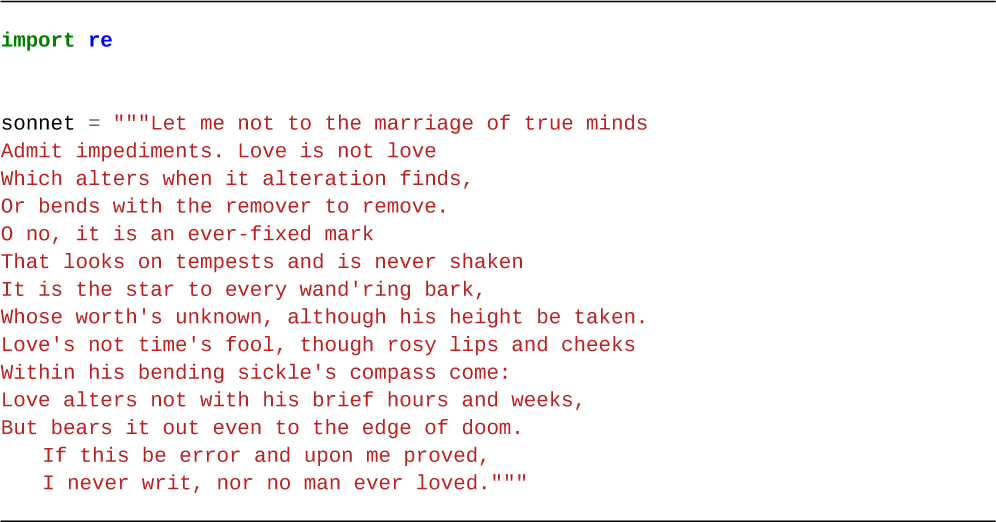 import re
sonnet = """Let me not to the marriage of true minds
Admit impediments. Love is not love
Which alters when it alteration finds,
Or bends with the remover to remove.
O no, it is an ever-fixed mark
That looks on tempests and is never shaken
It is the star to every wand'ring bark,
Whose worth's unknown, although his height be taken.
Love's not time's fool, though rosy lips and cheeks
Within his bending sickle's compass come:
Love alters not with his brief hours and weeks,
But bears it out even to the edge of doom.
If this be error and upon me proved,
I never writ, nor no man ever loved."""